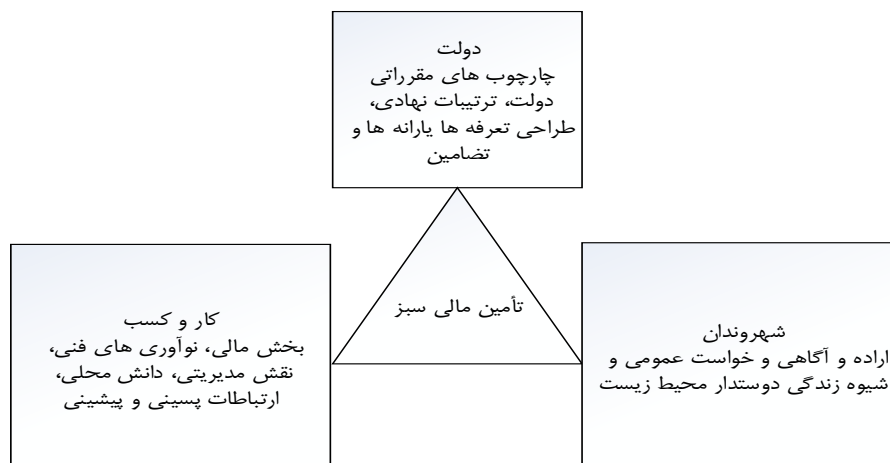 دولت
چارچوب های مقرراتی
دولت، ترتیبات نهادی،
طراحی تعرفه ها یارانه ها و
تضامین
تأمین مالی سبز
شهروندان
اراده و آگاهی و خواست عمومی و
شیوه زندگی دوستدار محیط زیست
کار و کسب
بخش مالی، نوآوری های فنی،
نقش مدیریتی، دانش محلی،
ارتباطات پسینی و پیشینی